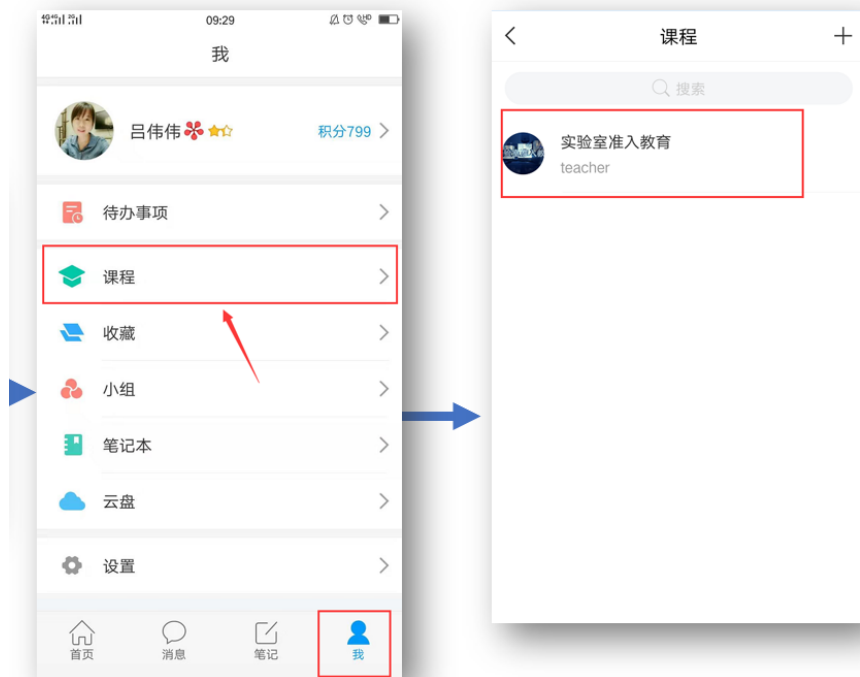 09:29
我
吕伟伟
积分799
待办事项
课程
收藏
小组
笔记本
云盘
设置
首页
消息
笔记
我
课程
搜索
实验室准入教育
teacher